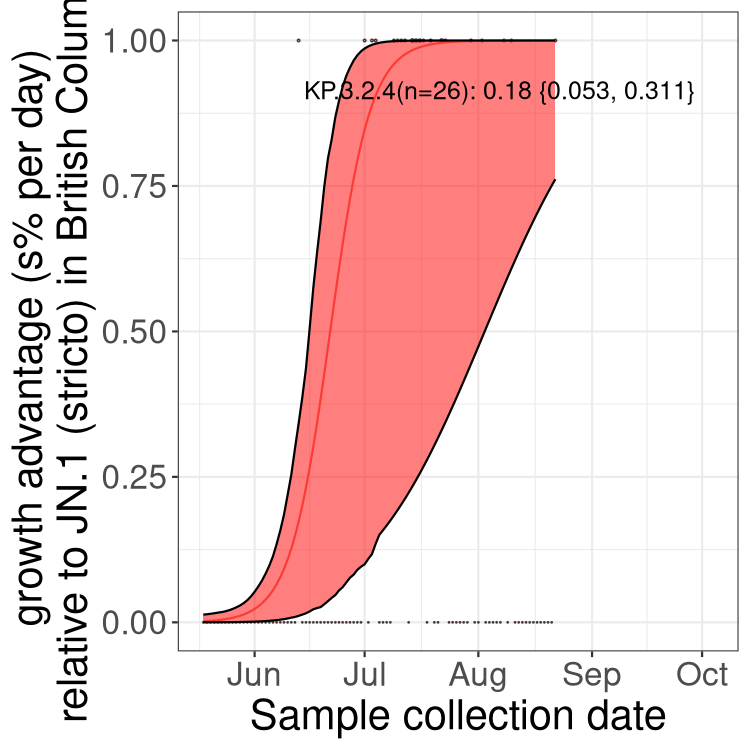 growth advantage (s% per day)
relative to JN.1 (stricto) in British Colum
1.00
0.75
0.50
0.25
0.00
KP.3.2.4(n=26): 0.18 {0.053, 0.311}
Jun Jul Aug Sep Oct
Sample collection date